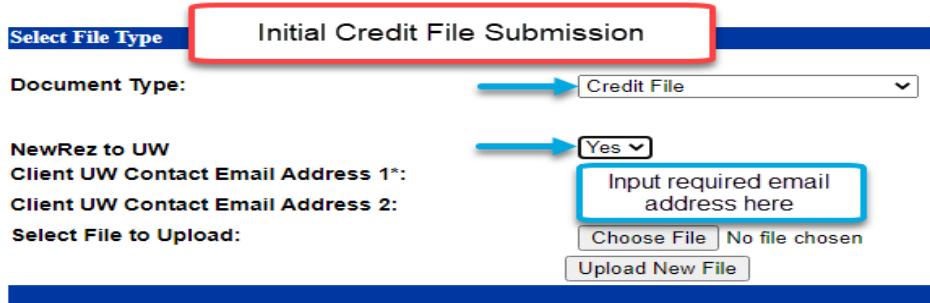 Select File Type
Initial Credit File Submission
Document Type:
Credit File
NewRez to UW
Yes
Client UW Contact Email Address 1*:
Input required email
address here
Client UW Contact Email Address 2:
Select File to Upload:
Choose File No file chosen
Upload New File